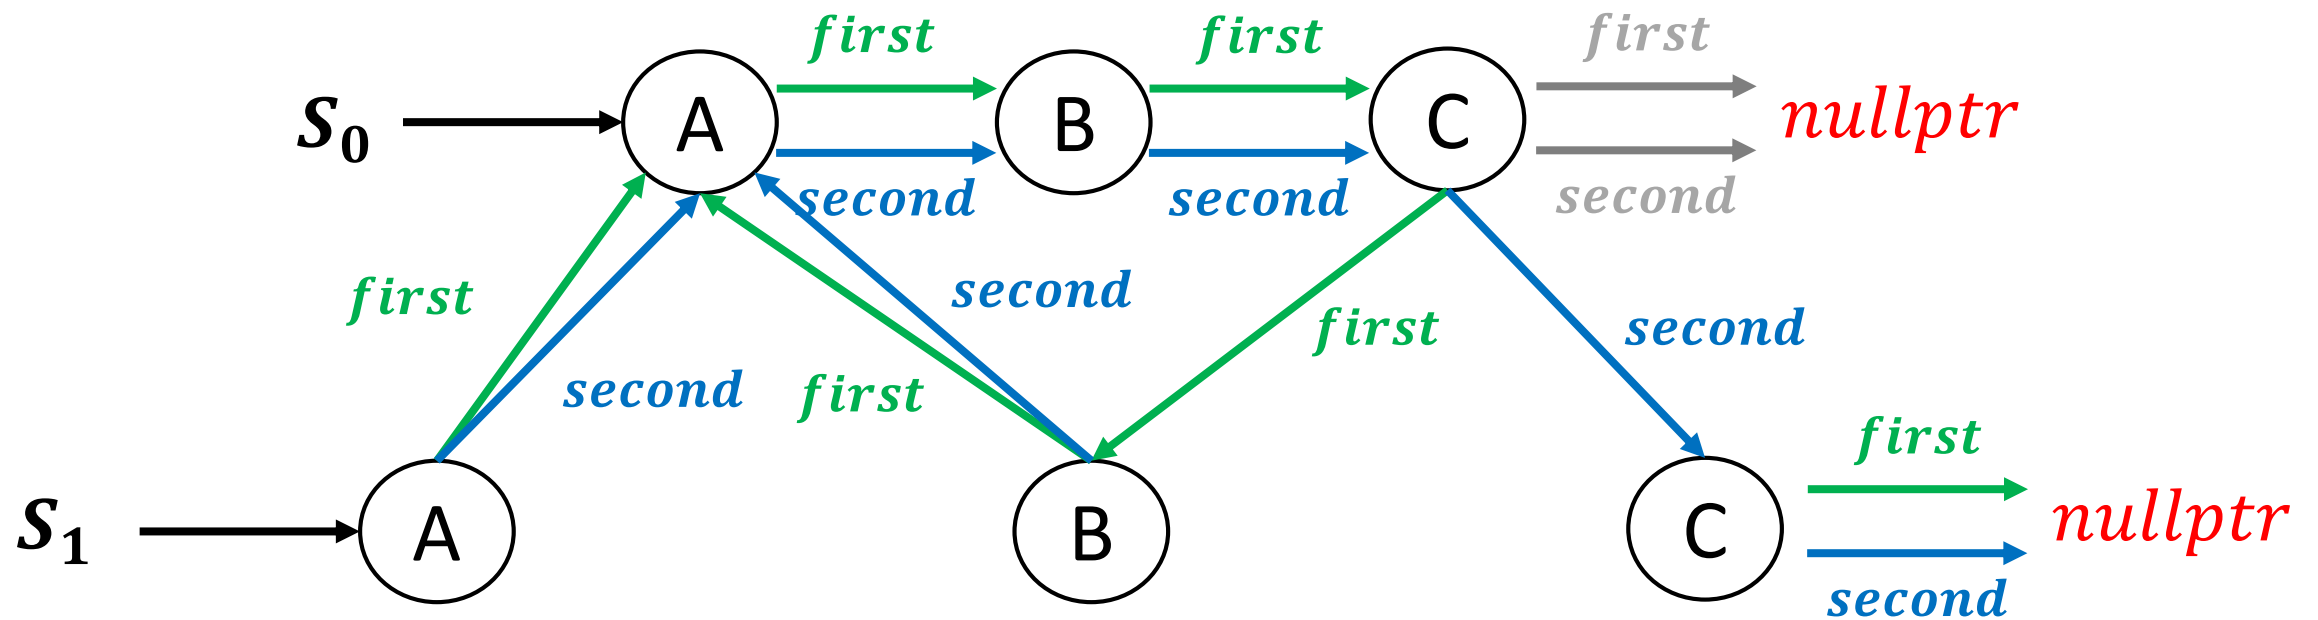 first first first
S0 A B C nullptr
second second second
second
first first second
second first
first
S1 A B C nullptr
second